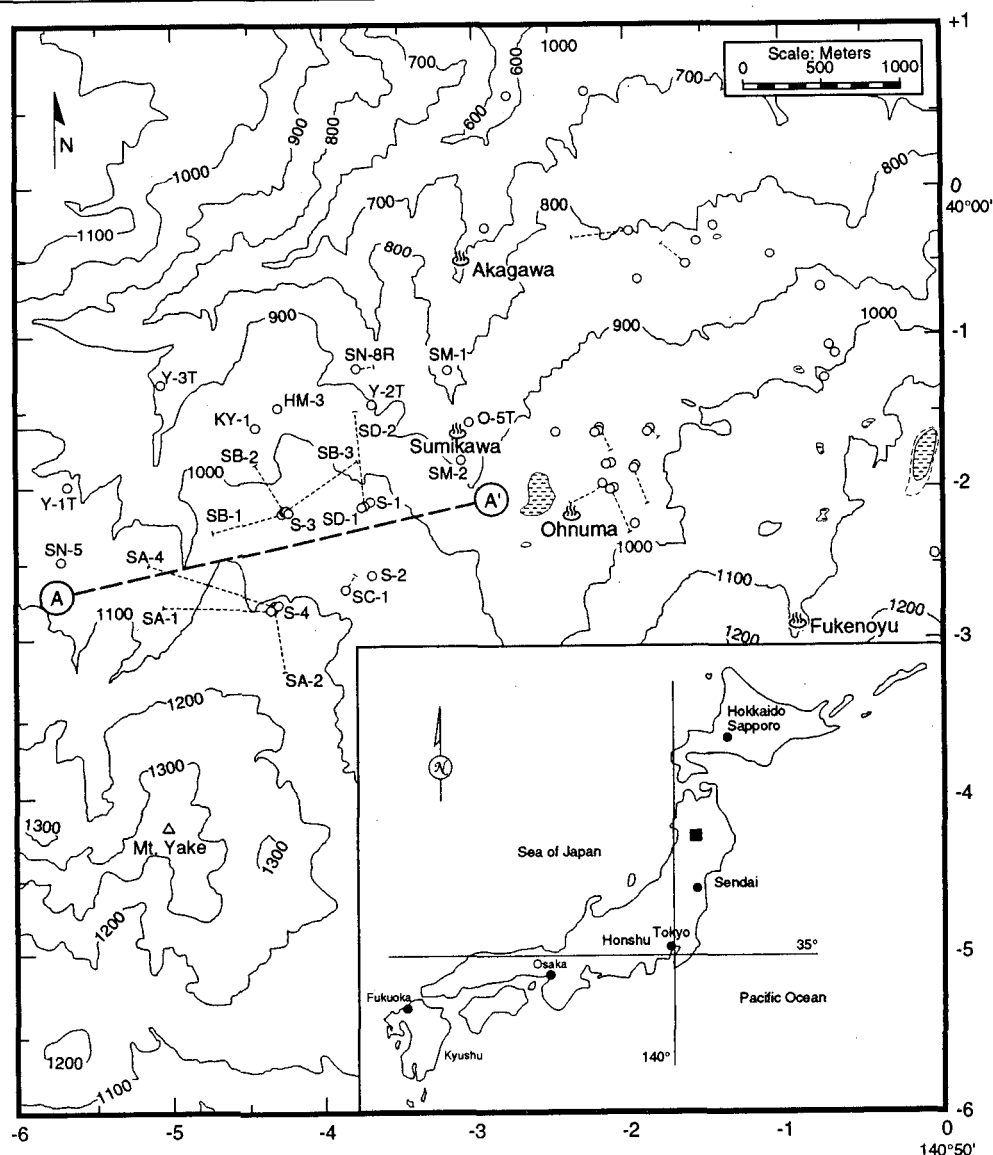 +1
1000
Scale: Meters
0 500 1000
700
600
700
600
900
800
N
1000
800
0
40°00'
700
800
1100
800
Akagawa
900
1000
900
-1
SN-8R
SM-1
Y-3T
HM-3
Y-2T
O-5T
KY-1
SD-2
Sumikawa
SB-2
SB-3
SM-2
1000
Y-1T
S-1
A'
-2
SB-1
S-3
SD-1
Ohnuma
1000
SN-5
SA-4
S-2
1100
A
SC-1
1100
SA-1
S-4
1200
Fukenoyu
1200
-3
SA-2
1200
Hokkaido
Sapporo
N
1300
-4
1300
Mt. Yake
1300
Sea of Japan
Sendai
1200
Honshu
Tokyo
35°
-5
Osaka
Fukuoka
Pacific Ocean
1200
Kyushu
140°
1100
-6
-6 -5 -4 -3 -2 -1 0
140°50'